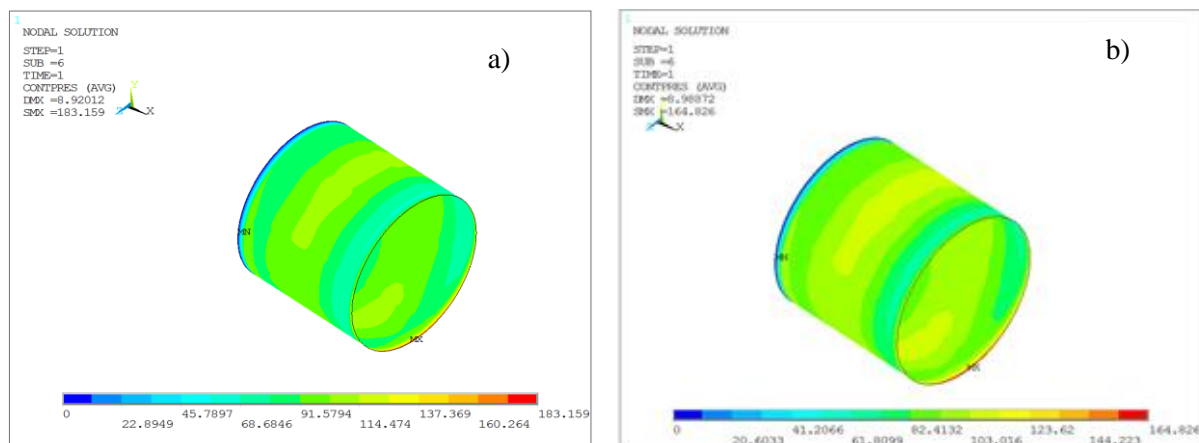 1
NODAL SOLUTION
STEP=1
SUB =6
TIME=1
CONTPRES (AVG)
DMX =8.92012
SMX =183.159
a)
Y
Z X
MN
MX
0 45.7897 91.5794 137.369 183.159
22.8949 68.6846 114.474 160.264
1
NODAL SOLUTION
STEP=1
SUB =6
TIME=1
CONTPRES (AVG)
DMX =8.98872
SMX =164.826
b)
Z X
MN
MX
0 41.2066 82.4132 123.62 164.826
20.6033 61.8099 103.016 144.223